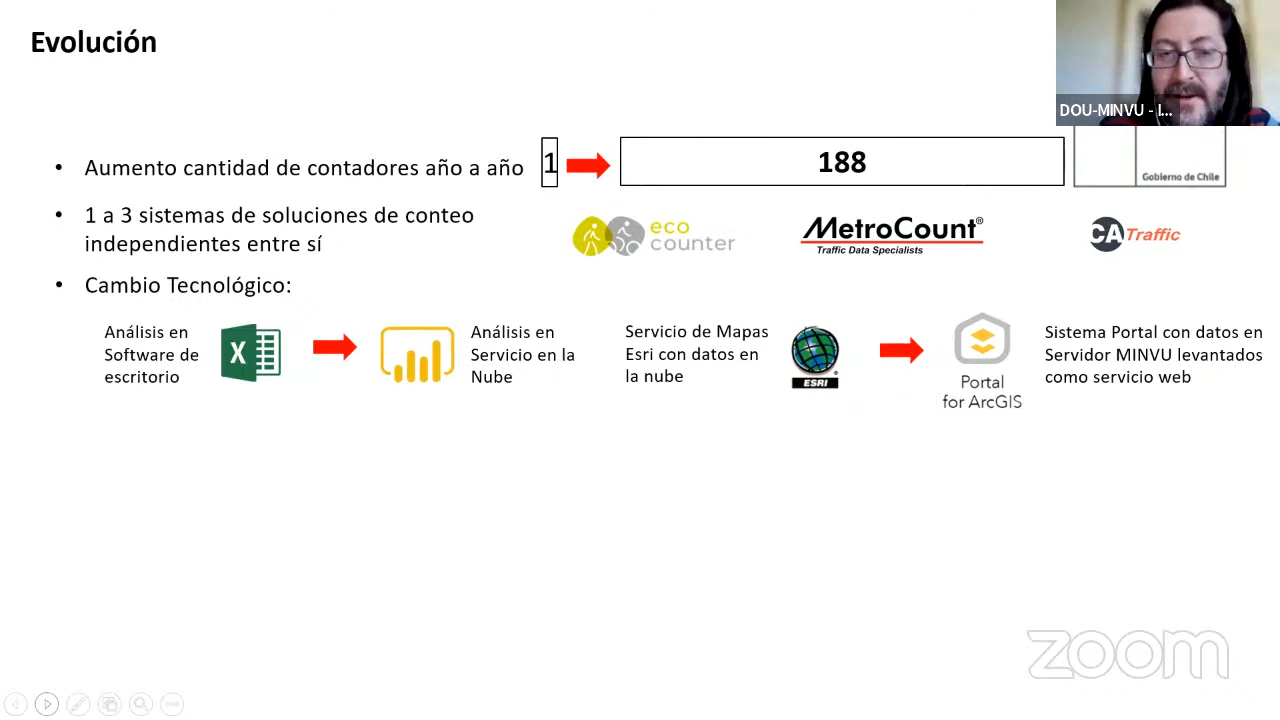 Evolución
DOU-MINVU - I...
Gobierno de Chile
• Aumento cantidad de contadores año a año
1
188
• 1 a 3 sistemas de soluciones de conteo
independientes entre sí
eco
counter
MetroCount®
Traffic Data Specialists
CA Traffic
• Cambio Tecnológico:
Análisis en
Software de
escritorio
X
Análisis en
Servicio en la
Nube
Servicio de Mapas
Esri con datos en
la nube
ESRI
Portal
for ArcGIS
Sistema Portal con datos en
Servidor MINVU levantados
como servicio web
zoom